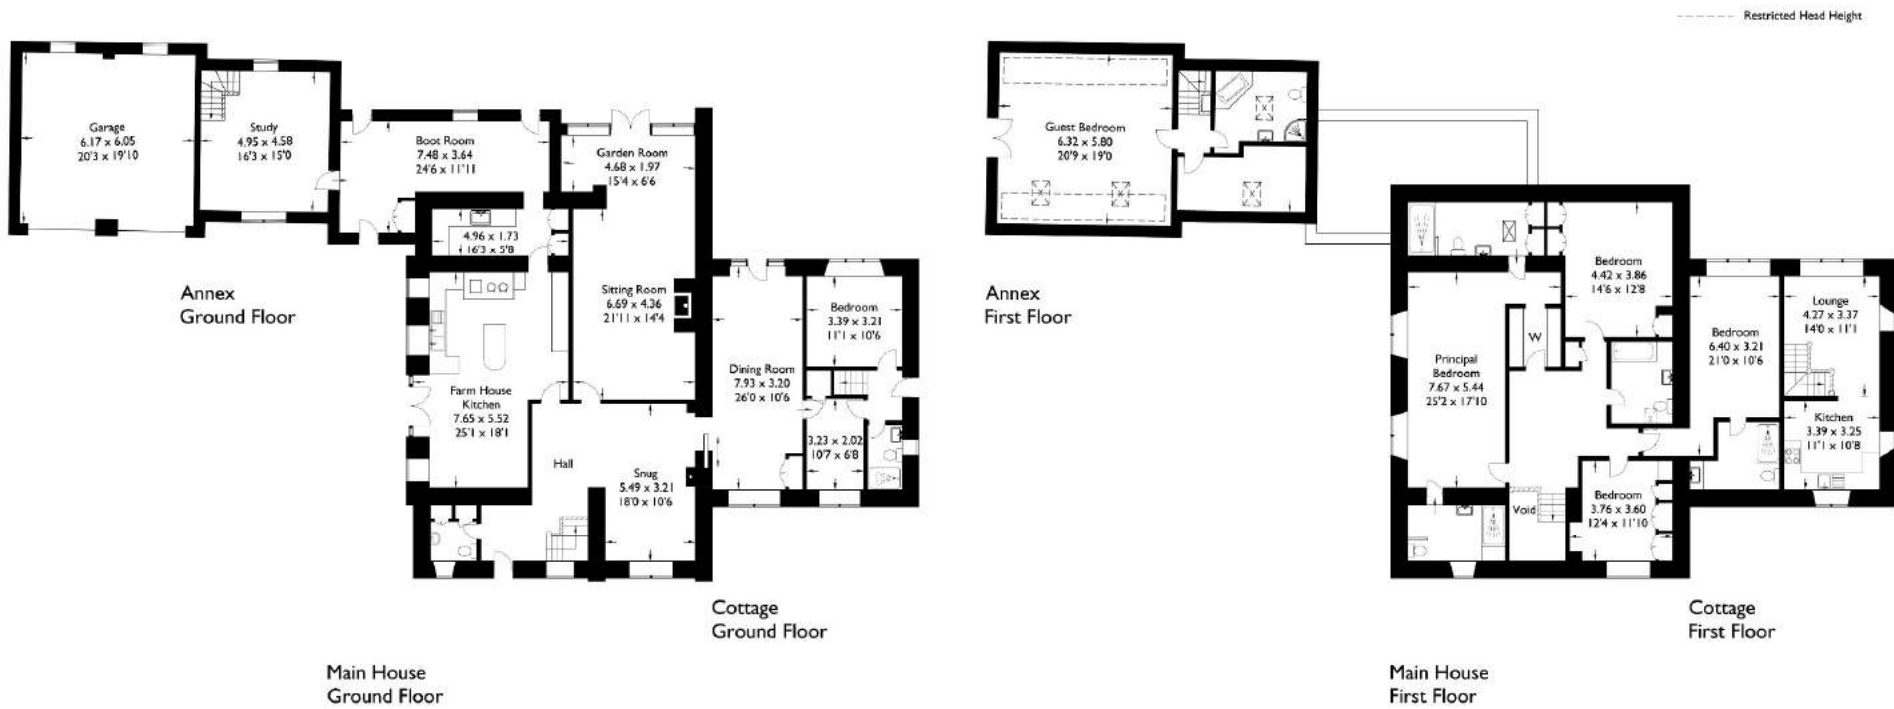 Restricted Head Height
Garage
6.17 x 6.05
20'3 x 19'10
Study
4.95 x 4.58
16'3 x 15'0
Boot Room
7.48 x 3.64
24'6 x 11'11
Garden Room
4.68 x 1.97
15'4 x 6'6
4.96 x 1.73
16'3 x 5'8
Annex
Ground Floor
Sitting Room
6.69 x 4.36
21'11 x 14'4
Bedroom
3.39 x 3.21
11'1 x 10'6
Dining Room
7.93 x 3.20
26'0 x 10'6
Farm House
Kitchen
7.65 x 5.52
25'1 x 18'1
3.23 x 2.02
10'7 x 6'8
Hall
Snug
5.49 x 3.21
18'0 x 10'6
Cottage
Ground Floor
Main House
Ground Floor
Guest Bedroom
6.32 x 5.80
20'9 x 19'0
Annex
First Floor
Bedroom
4.42 x 3.86
14'6 x 12'8
Lounge
4.27 x 3.37
14'0 x 11'1
Bedroom
6.40 x 3.21
21'0 x 10'6
W
Principal
Bedroom
7.67 x 5.44
25'2 x 17'10
Kitchen
3.39 x 3.25
11'1 x 10'8
Bedroom
3.76 x 3.60
12'4 x 11'10
Void
Cottage
First Floor
Main House
First Floor